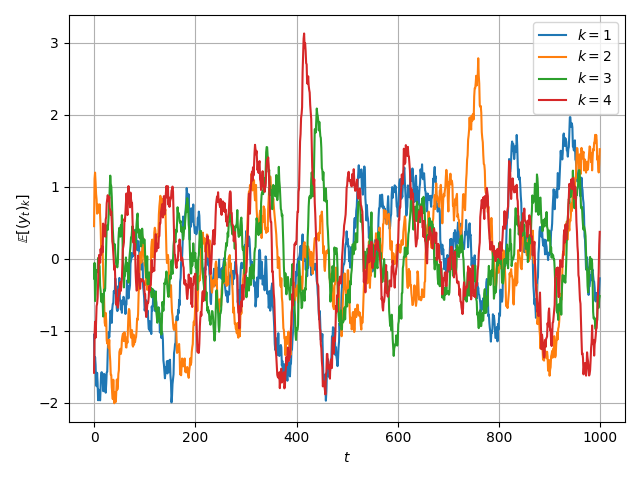 3
2
1
0
−1
−2
0
200
400
600
800
1000
t
𝔼[(y_t)_k]
k = 1
k = 2
k = 3
k = 4